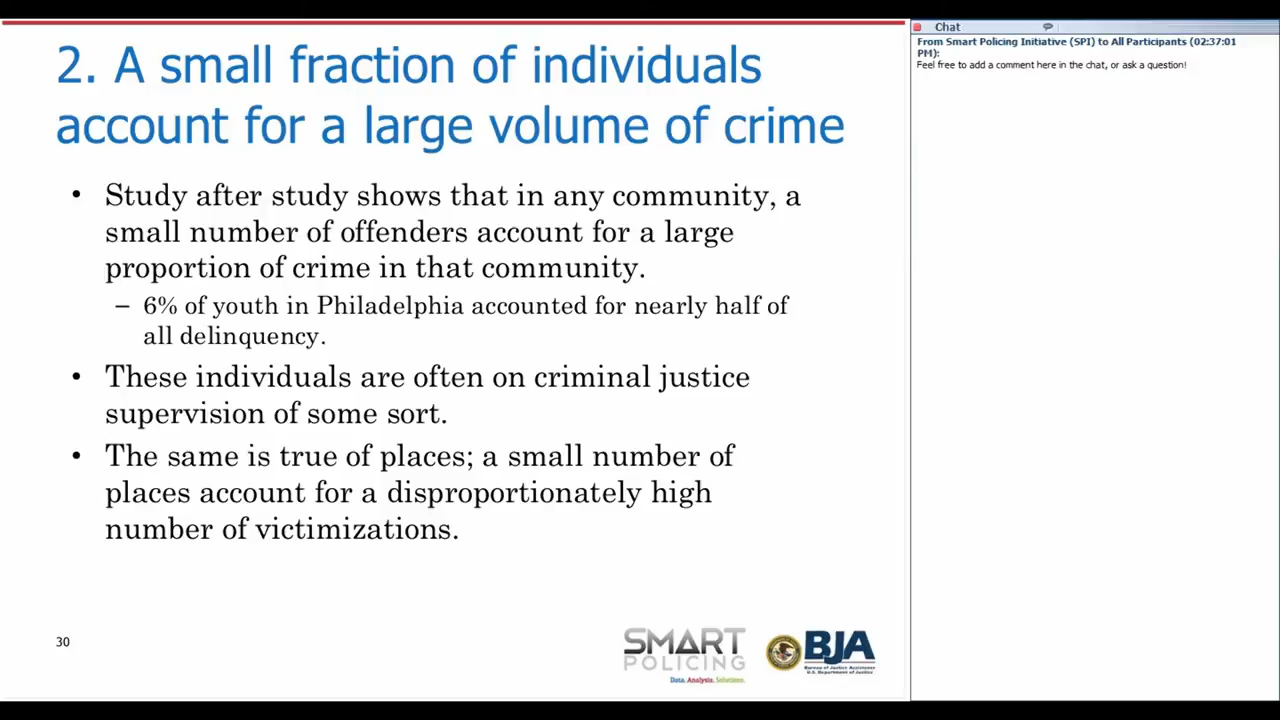 2. A small fraction of individuals
account for a large volume of crime
• Study after study shows that in any community, a
small number of offenders account for a large
proportion of crime in that community.
– 6% of youth in Philadelphia accounted for nearly half of
all delinquency.
• These individuals are often on criminal justice
supervision of some sort.
• The same is true of places; a small number of
places account for a disproportionately high
number of victimizations.
30
SMART
POLICING
Data. Analysis. Solutions.
BJA
Bureau of Justice Assistance
U.S. Department of Justice
Chat
From Smart Policing Initiative (SPI) to All Participants (02:37:01
PM):
Feel free to add a comment here in the chat, or ask a question!